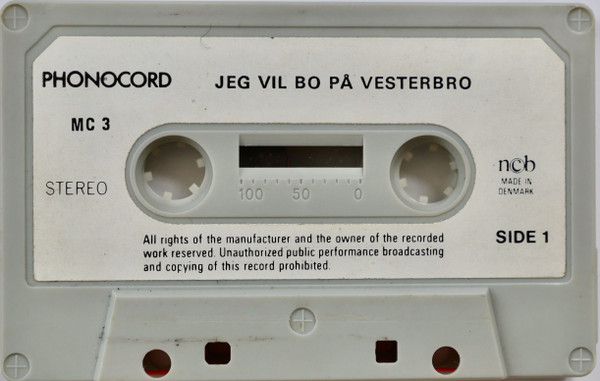 PHONOCORD JEG VIL BO PÅ VESTERBRO
MC 3
STEREO
100 50 0
ncb
MADE IN
DENMARK
SIDE 1
All rights of the manufacturer and the owner of the recorded
work reserved. Unauthorized public performance broadcasting
and copying of this record prohibited.